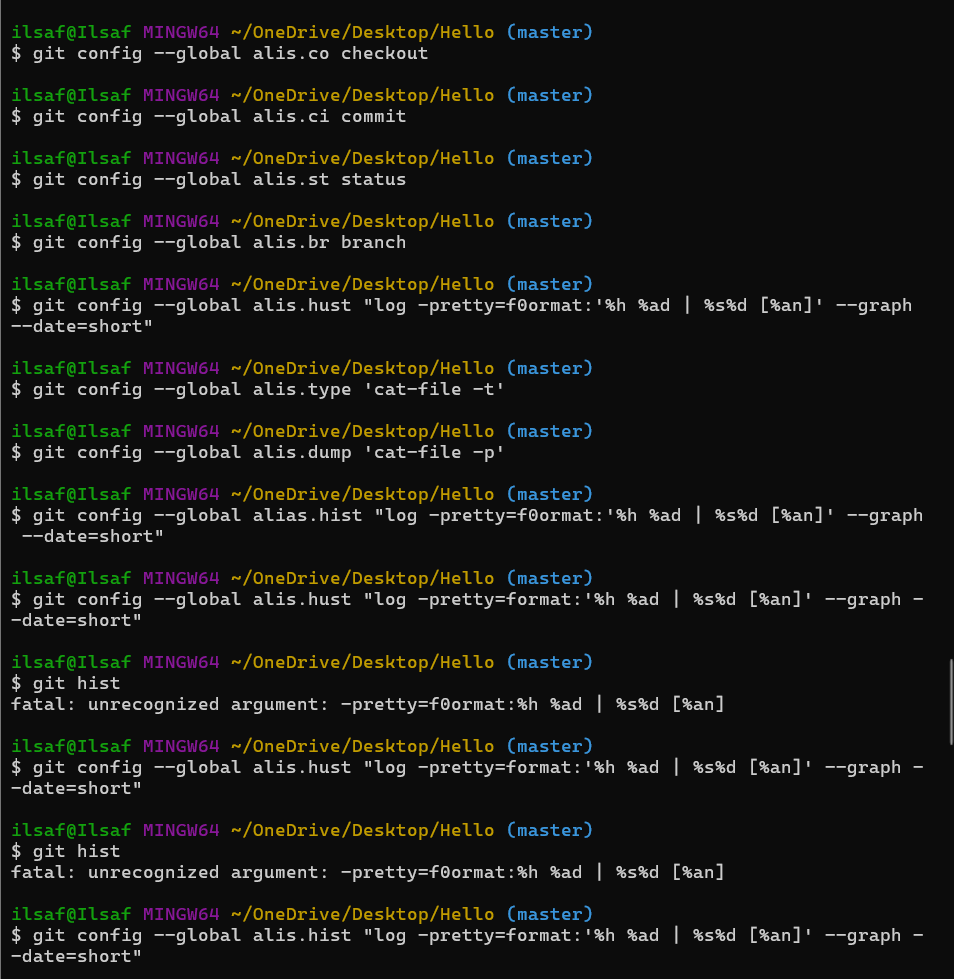 ilsaf@Ilsaf MINGW64 ~/OneDrive/Desktop/Hello (master)
$ git config --global alis.co checkout
ilsaf@Ilsaf MINGW64 ~/OneDrive/Desktop/Hello (master)
$ git config --global alis.ci commit
ilsaf@Ilsaf MINGW64 ~/OneDrive/Desktop/Hello (master)
$ git config --global alis.st status
ilsaf@Ilsaf MINGW64 ~/OneDrive/Desktop/Hello (master)
$ git config --global alis.br branch
ilsaf@Ilsaf MINGW64 ~/OneDrive/Desktop/Hello (master)
$ git config --global alis.hust "log -pretty=f0ormat:'%h %ad | %s%d [%an]' --graph
--date=short"
ilsaf@Ilsaf MINGW64 ~/OneDrive/Desktop/Hello (master)
$ git config --global alis.type 'cat-file -t'
ilsaf@Ilsaf MINGW64 ~/OneDrive/Desktop/Hello (master)
$ git config --global alis.dump 'cat-file -p'
ilsaf@Ilsaf MINGW64 ~/OneDrive/Desktop/Hello (master)
$ git config --global alias.hist "log -pretty=f0ormat:'%h %ad | %s%d [%an]' --graph
 --date=short"
ilsaf@Ilsaf MINGW64 ~/OneDrive/Desktop/Hello (master)
$ git config --global alis.hust "log -pretty=format:'%h %ad | %s%d [%an]' --graph -
-date=short"
ilsaf@Ilsaf MINGW64 ~/OneDrive/Desktop/Hello (master)
$ git hist
fatal: unrecognized argument: -pretty=f0ormat:%h %ad | %s%d [%an]
ilsaf@Ilsaf MINGW64 ~/OneDrive/Desktop/Hello (master)
$ git config --global alis.hust "log -pretty=format:'%h %ad | %s%d [%an]' --graph -
-date=short"
ilsaf@Ilsaf MINGW64 ~/OneDrive/Desktop/Hello (master)
$ git hist
fatal: unrecognized argument: -pretty=f0ormat:%h %ad | %s%d [%an]
ilsaf@Ilsaf MINGW64 ~/OneDrive/Desktop/Hello (master)
$ git config --global alis.hist "log -pretty=format:'%h %ad | %s%d [%an]' --graph -
-date=short"